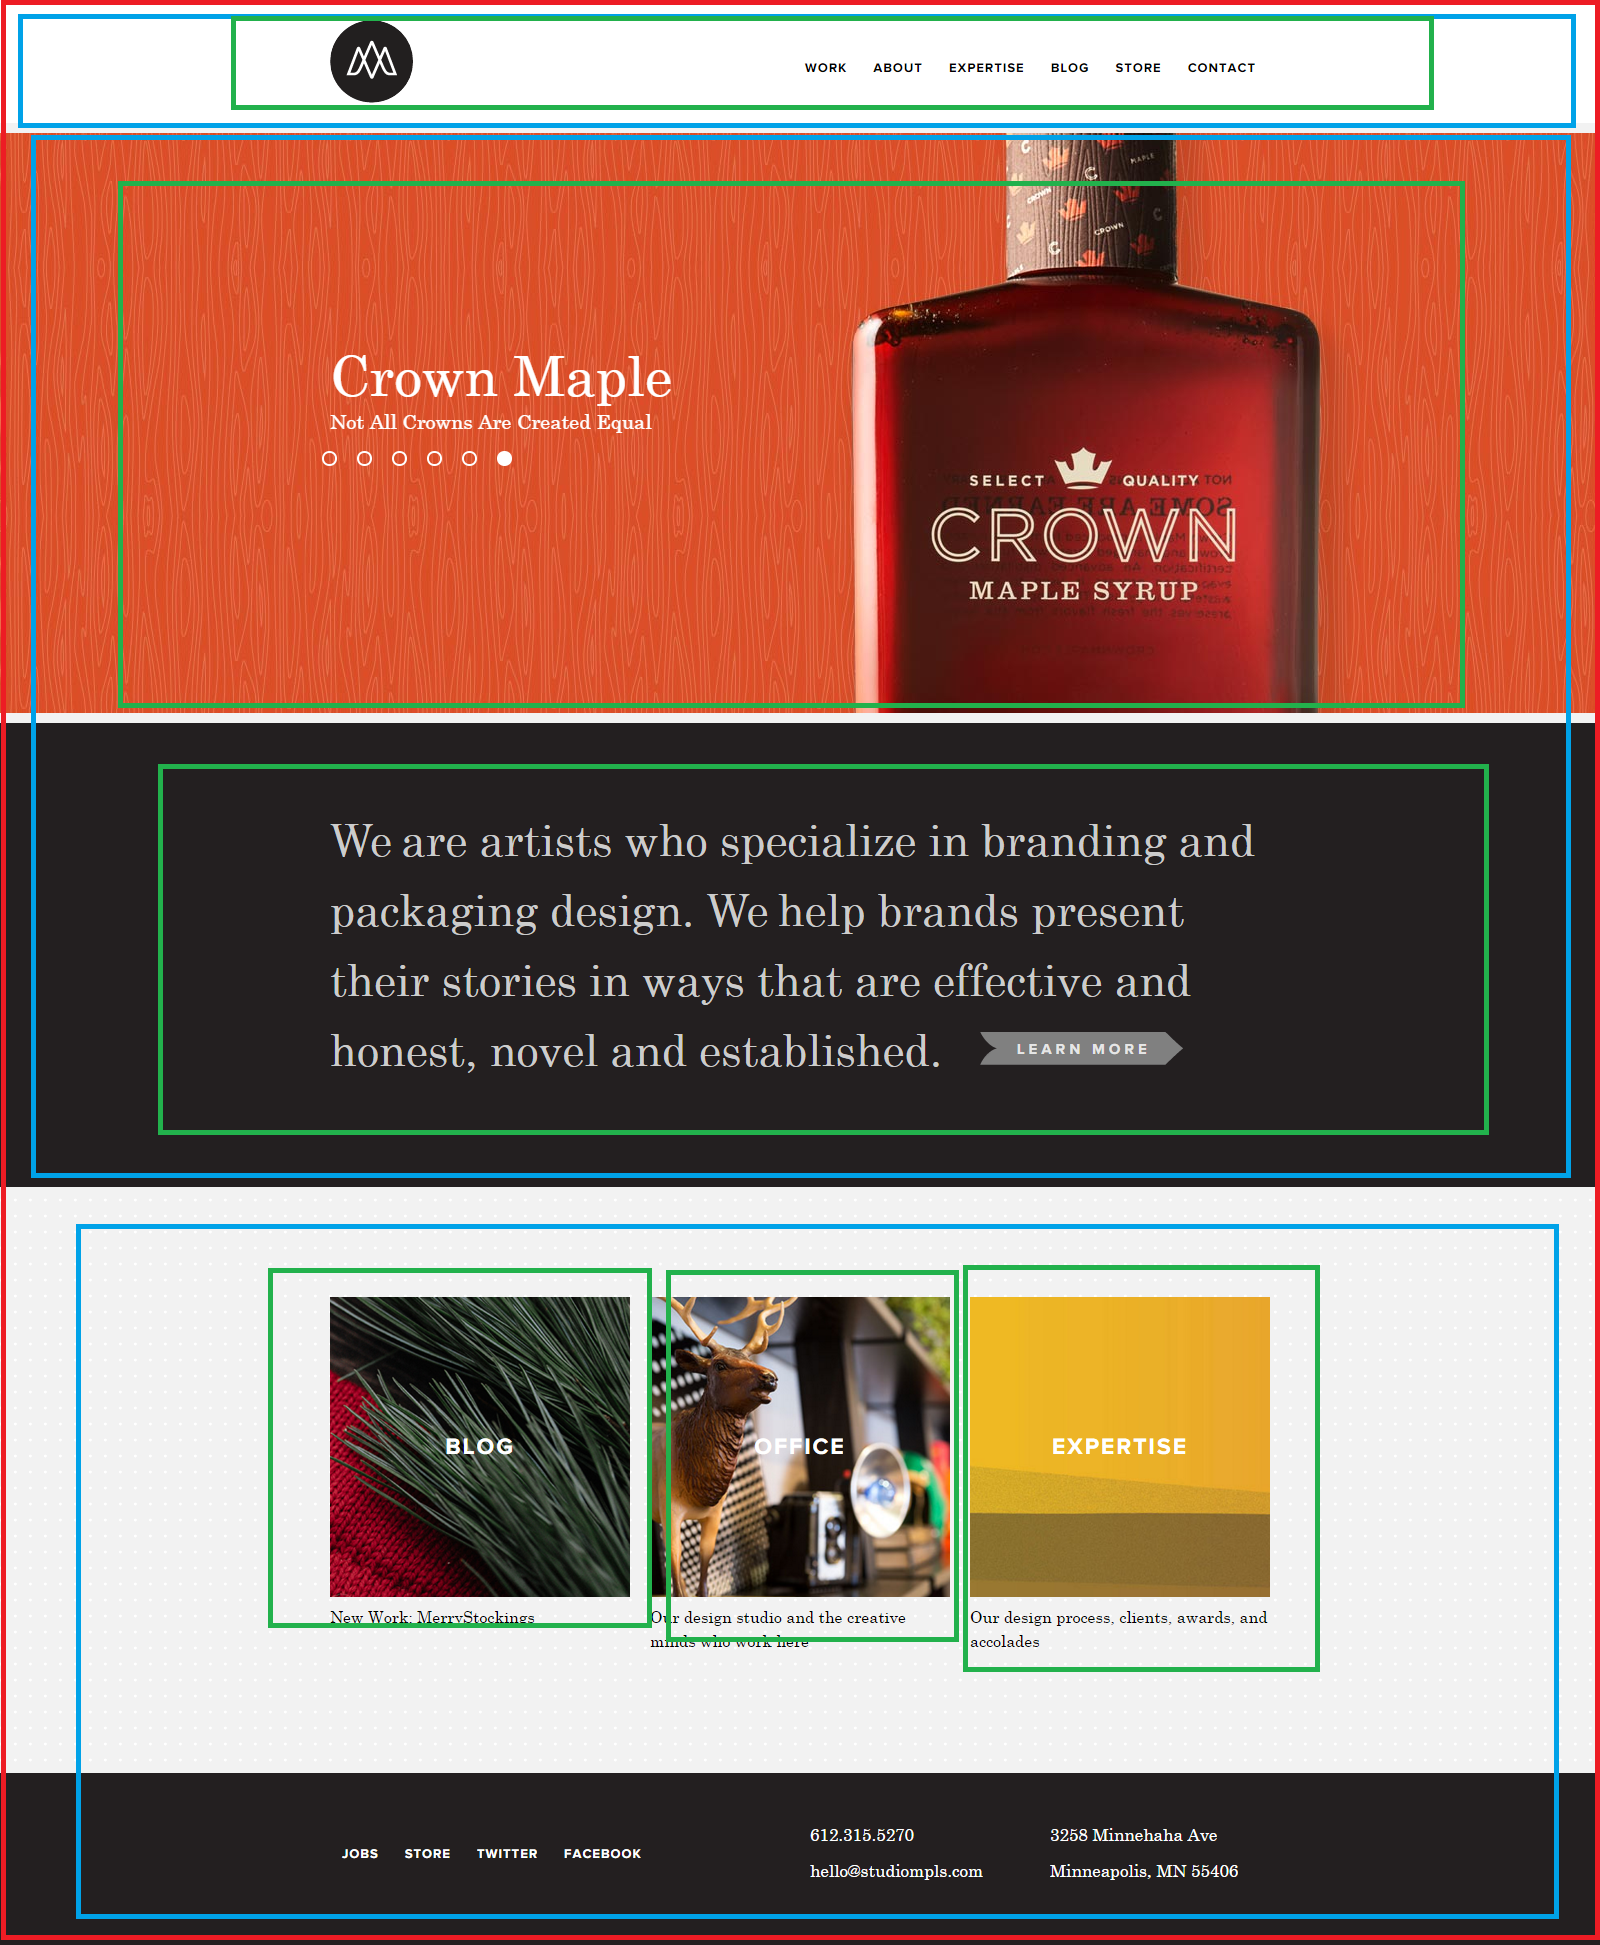 WORK ABOUT EXPERTISE BLOG STORE CONTACT
MAPLE
CROWN
CROWN
Crown Maple
Not All Crowns Are Created Equal
SELECT QUALITY
CROWN
MAPLE SYRUP
We are artists who specialize in branding and
packaging design. We help brands present
their stories in ways that are effective and
honest, novel and established.
LEARN MORE
BLOG
OFFICE
EXPERTISE
New Work: MerryStockings
Our design studio and the creative
minds who work here
Our design process, clients, awards, and
accolades
JOBS STORE TWITTER FACEBOOK
612.315.5270
hello@studiompls.com
3258 Minnehaha Ave
Minneapolis, MN 55406